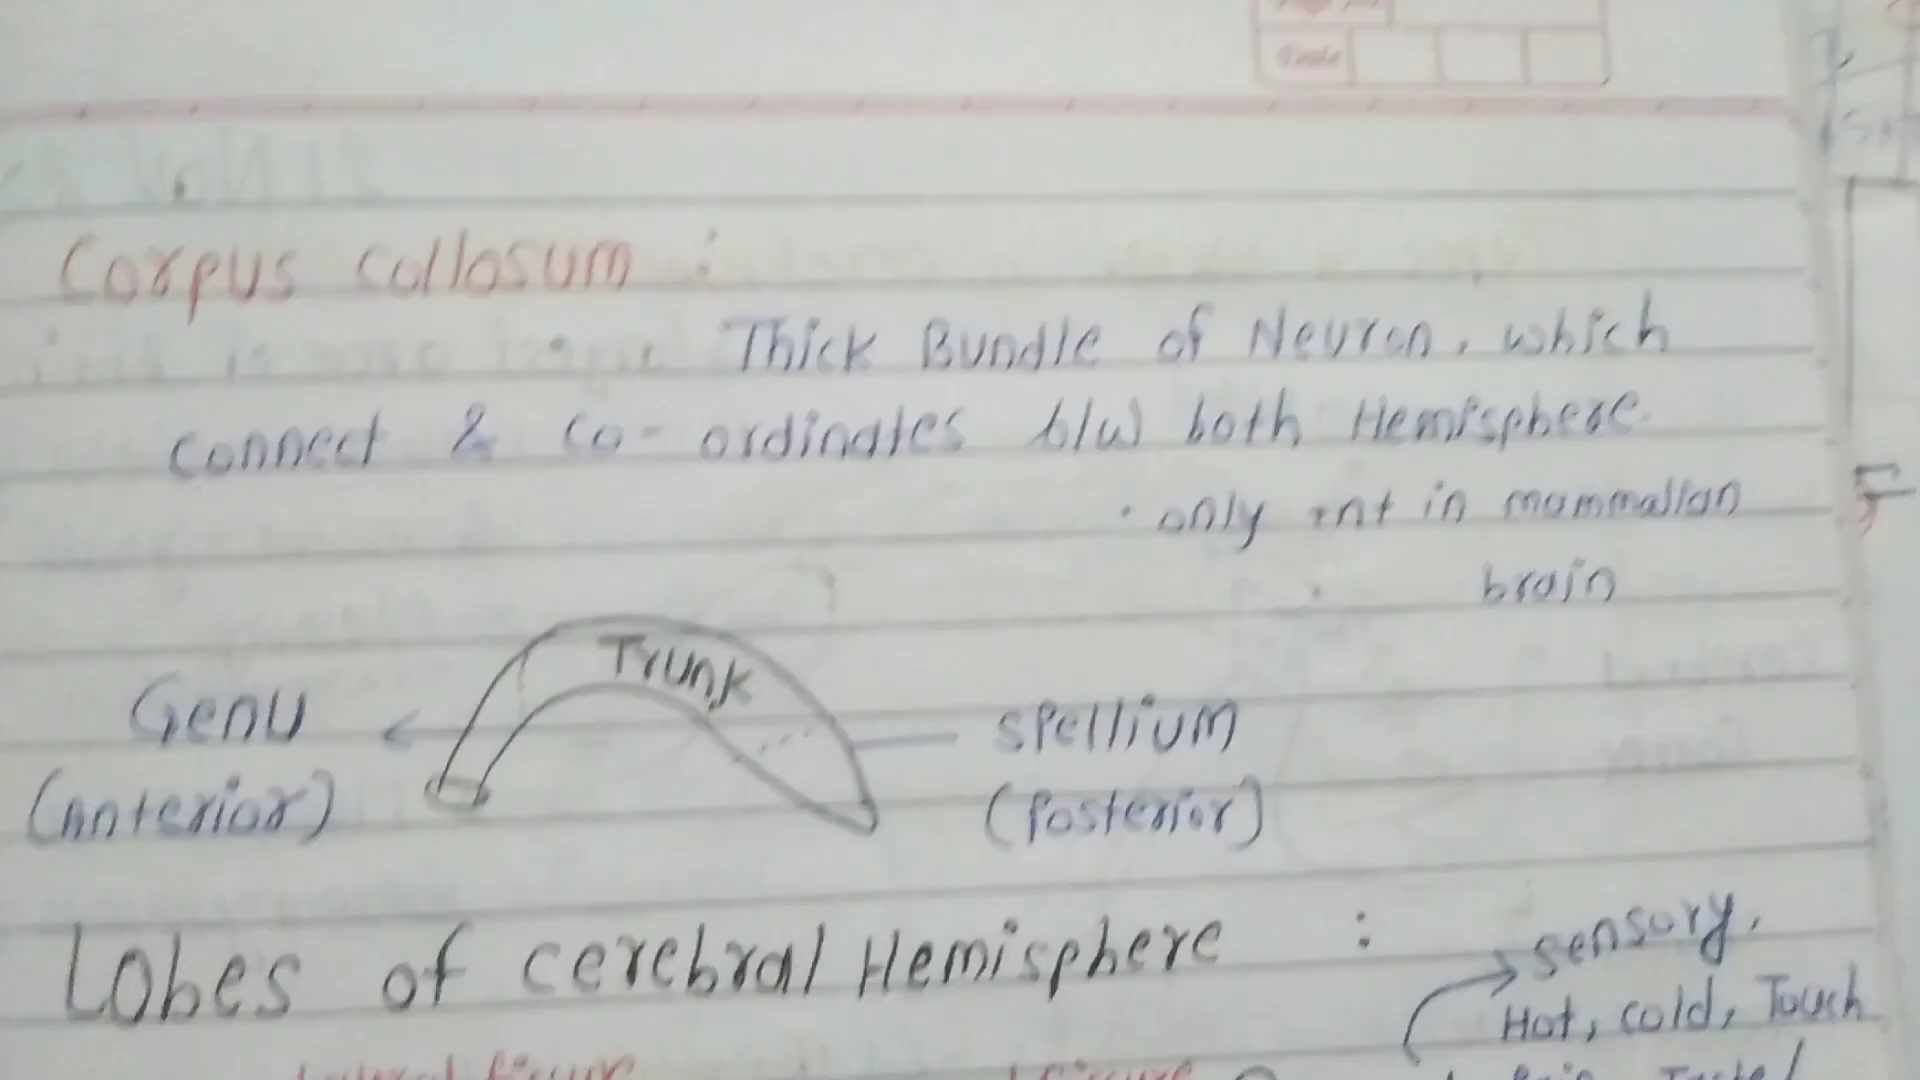 Corpus Collosum :
Thick Bundle of Neuron, which
connect & co-ordinates b/w both Hemisphere.
• only in mammalian
brain
Trunk
Genu
(Anterior)
spellium
(Posterior)
Lobes of cerebral Hemisphere :
sensory,
Hot, cold, Touch